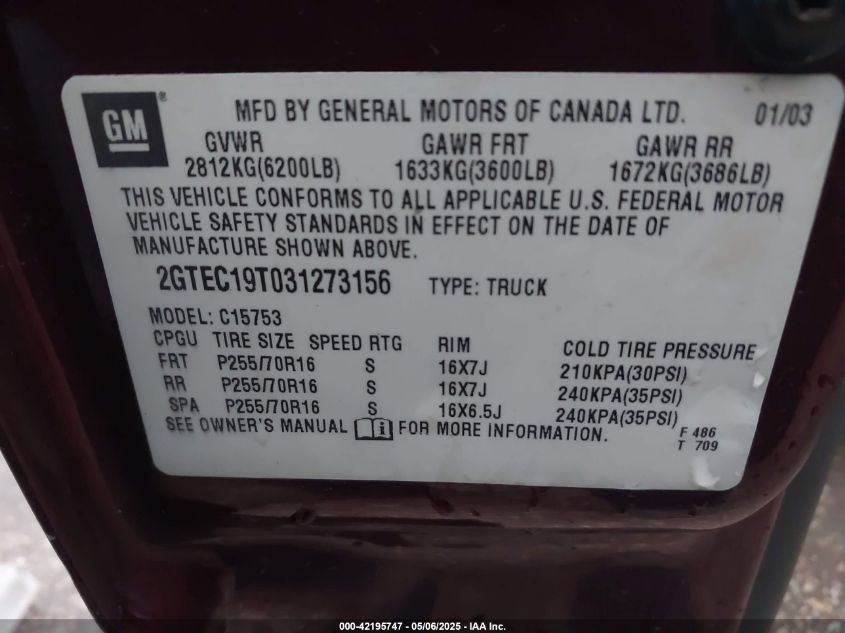 GM ®
MFD BY GENERAL MOTORS OF CANADA LTD. 01/03
GVWR GAWR FRT GAWR RR
2812KG(6200LB) 1633KG(3600LB) 1672KG(3686LB)
THIS VEHICLE CONFORMS TO ALL APPLICABLE U.S. FEDERAL MOTOR
VEHICLE SAFETY STANDARDS IN EFFECT ON THE DATE OF
MANUFACTURE SHOWN ABOVE.
2GTEC19T031273156 TYPE: TRUCK
MODEL: C15753
CPGU TIRE SIZE SPEED RTG RIM COLD TIRE PRESSURE
FRT P255/70R16 S 16X7J 210KPA(30PSI)
RR P255/70R16 S 16X7J 240KPA(35PSI)
SPA P255/70R16 S 16X6.5J 240KPA(35PSI)
SEE OWNER'S MANUAL i FOR MORE INFORMATION. F 486
T 709
000-42195747 - 05/06/2025 - IAA Inc.